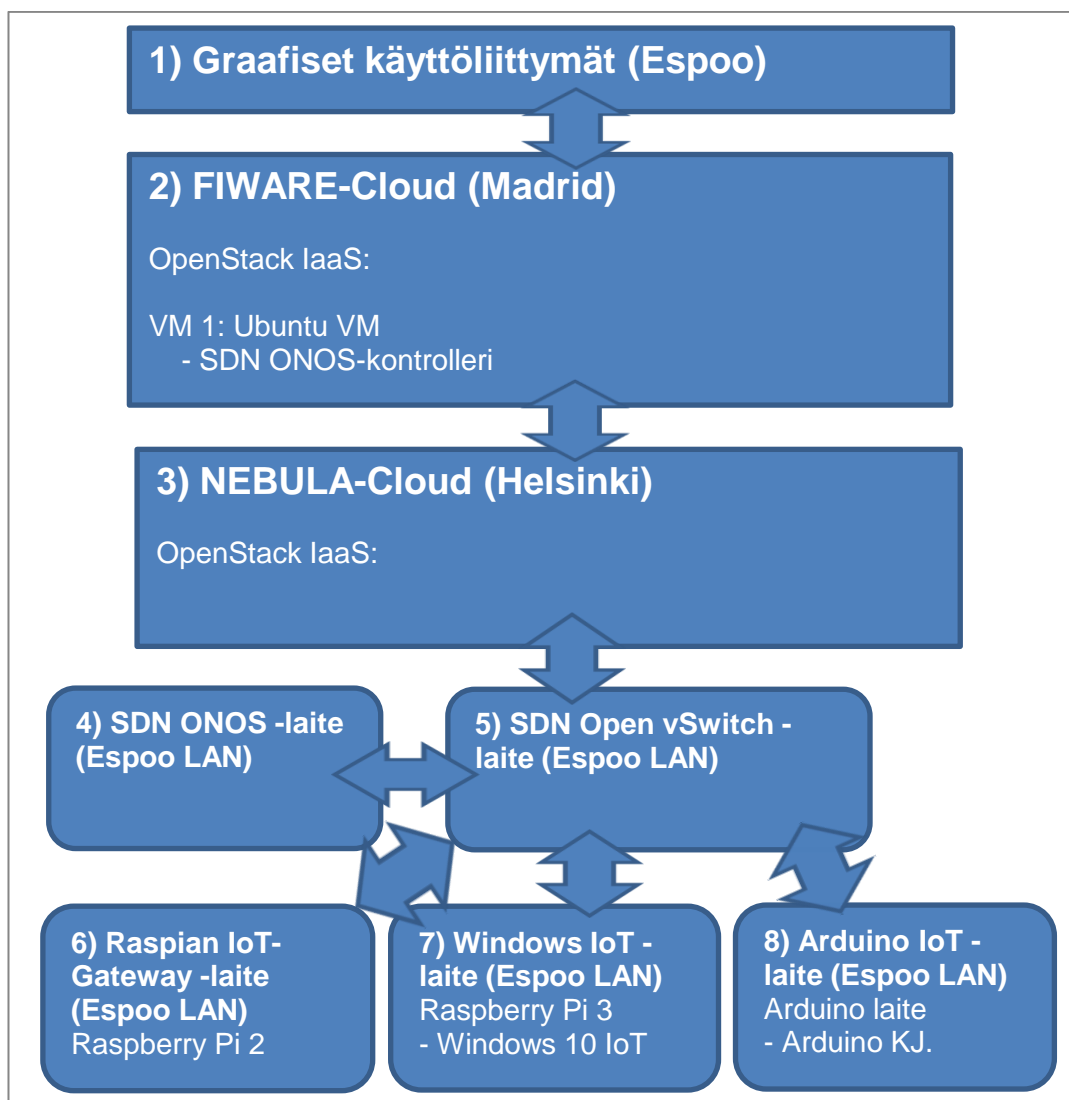 1) Graafiset käyttöliittymät (Espoo)
2) FIWARE-Cloud (Madrid)
OpenStack IaaS:
VM 1: Ubuntu VM
- SDN ONOS-kontrolleri
3) NEBULA-Cloud (Helsinki)
OpenStack IaaS:
4) SDN ONOS -laite
(Espoo LAN)
5) SDN Open vSwitch -
laite (Espoo LAN)
6) Raspian IoT-
Gateway -laite
(Espoo LAN)
Raspberry Pi 2
7) Windows IoT -
laite (Espoo LAN)
Raspberry Pi 3
- Windows 10 IoT
8) Arduino IoT -
laite (Espoo LAN)
Arduino laite
- Arduino KJ.